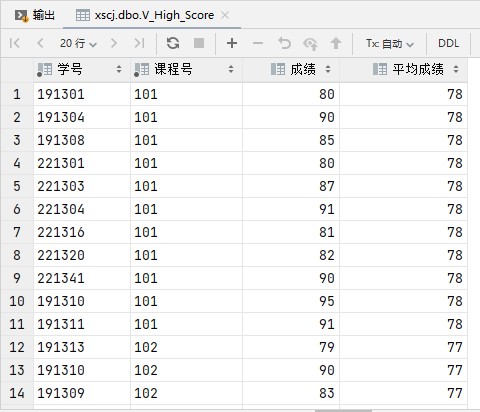 输出 xscj.dbo.V_High_Score
20 行 Tx: 自动 DDL
学号 课程号 成绩 平均成绩
1 191301 101 80 78
2 191304 101 90 78
3 191308 101 85 78
4 221301 101 80 78
5 221303 101 87 78
6 221304 101 91 78
7 221316 101 81 78
8 221320 101 82 78
9 221341 101 90 78
10 191310 101 95 78
11 191311 101 91 78
12 191313 102 79 77
13 191310 102 90 77
14 191309 102 83 77